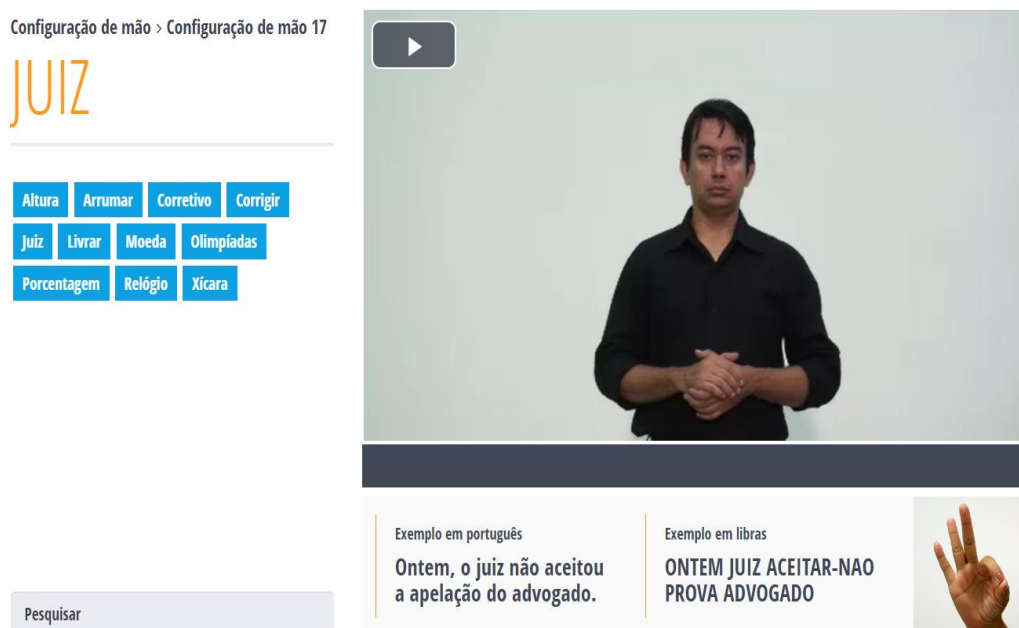 Configuração de mão > Configuração de mão 17
JUIZ
Altura Arrumar Corretivo Corrigir
Juiz Livrar Moeda Olimpíadas
Porcentagem Relógio Xícara
Pesquisar
Exemplo em português
Ontem, o juiz não aceitou
a apelação do advogado.
Exemplo em libras
ONTEM JUIZ ACEITAR-NAO
PROVA ADVOGADO